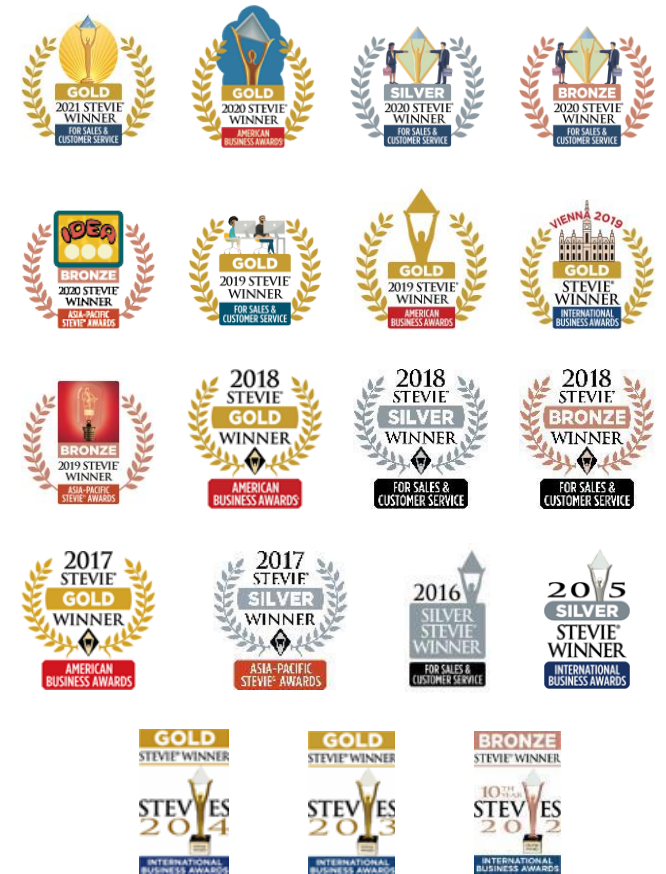 GOLD
2021 STEVIE®
WINNER
FOR SALES &
CUSTOMER SERVICE
GOLD
2020 STEVIE®
WINNER
AMERICAN
BUSINESS AWARDS®
SILVER
2020 STEVIE®
WINNER
FOR SALES &
CUSTOMER SERVICE
BRONZE
2020 STEVIE®
WINNER
FOR SALES &
CUSTOMER SERVICE
IDEA
BRONZE
2020 STEVIE®
WINNER
ASIA-PACIFIC
STEVIE® AWARDS
GOLD
2019 STEVIE®
WINNER
FOR SALES &
CUSTOMER SERVICE
GOLD
2019 STEVIE®
WINNER
AMERICAN
BUSINESS AWARDS
VIENNA 2019
GOLD
STEVIE®
WINNER
INTERNATIONAL
BUSINESS AWARDS
BRONZE
2019 STEVIE®
WINNER
ASIA-PACIFIC
STEVIE® AWARDS
2018
STEVIE®
GOLD
WINNER
AMERICAN
BUSINESS AWARDS®
2018
STEVIE®
SILVER
WINNER
FOR SALES &
CUSTOMER SERVICE
2018
STEVIE®
BRONZE
WINNER
FOR SALES &
CUSTOMER SERVICE
2017
STEVIE®
GOLD
WINNER
AMERICAN
BUSINESS AWARDS
2017
STEVIE®
SILVER
WINNER
ASIA-PACIFIC
STEVIE® AWARDS
2016
SILVER
STEVIE®
WINNER
FOR SALES &
CUSTOMER SERVICE
2015
SILVER
STEVIE®
WINNER
INTERNATIONAL
BUSINESS AWARDS
GOLD
STEVIE® WINNER
STEVIES
2014
INTERNATIONAL
BUSINESS AWARDS
GOLD
STEVIE® WINNER
STEVIES
2013
INTERNATIONAL
BUSINESS AWARDS
BRONZE
STEVIE® WINNER
10TH
YEAR
STEVIES
2012
INTERNATIONAL
BUSINESS AWARDS